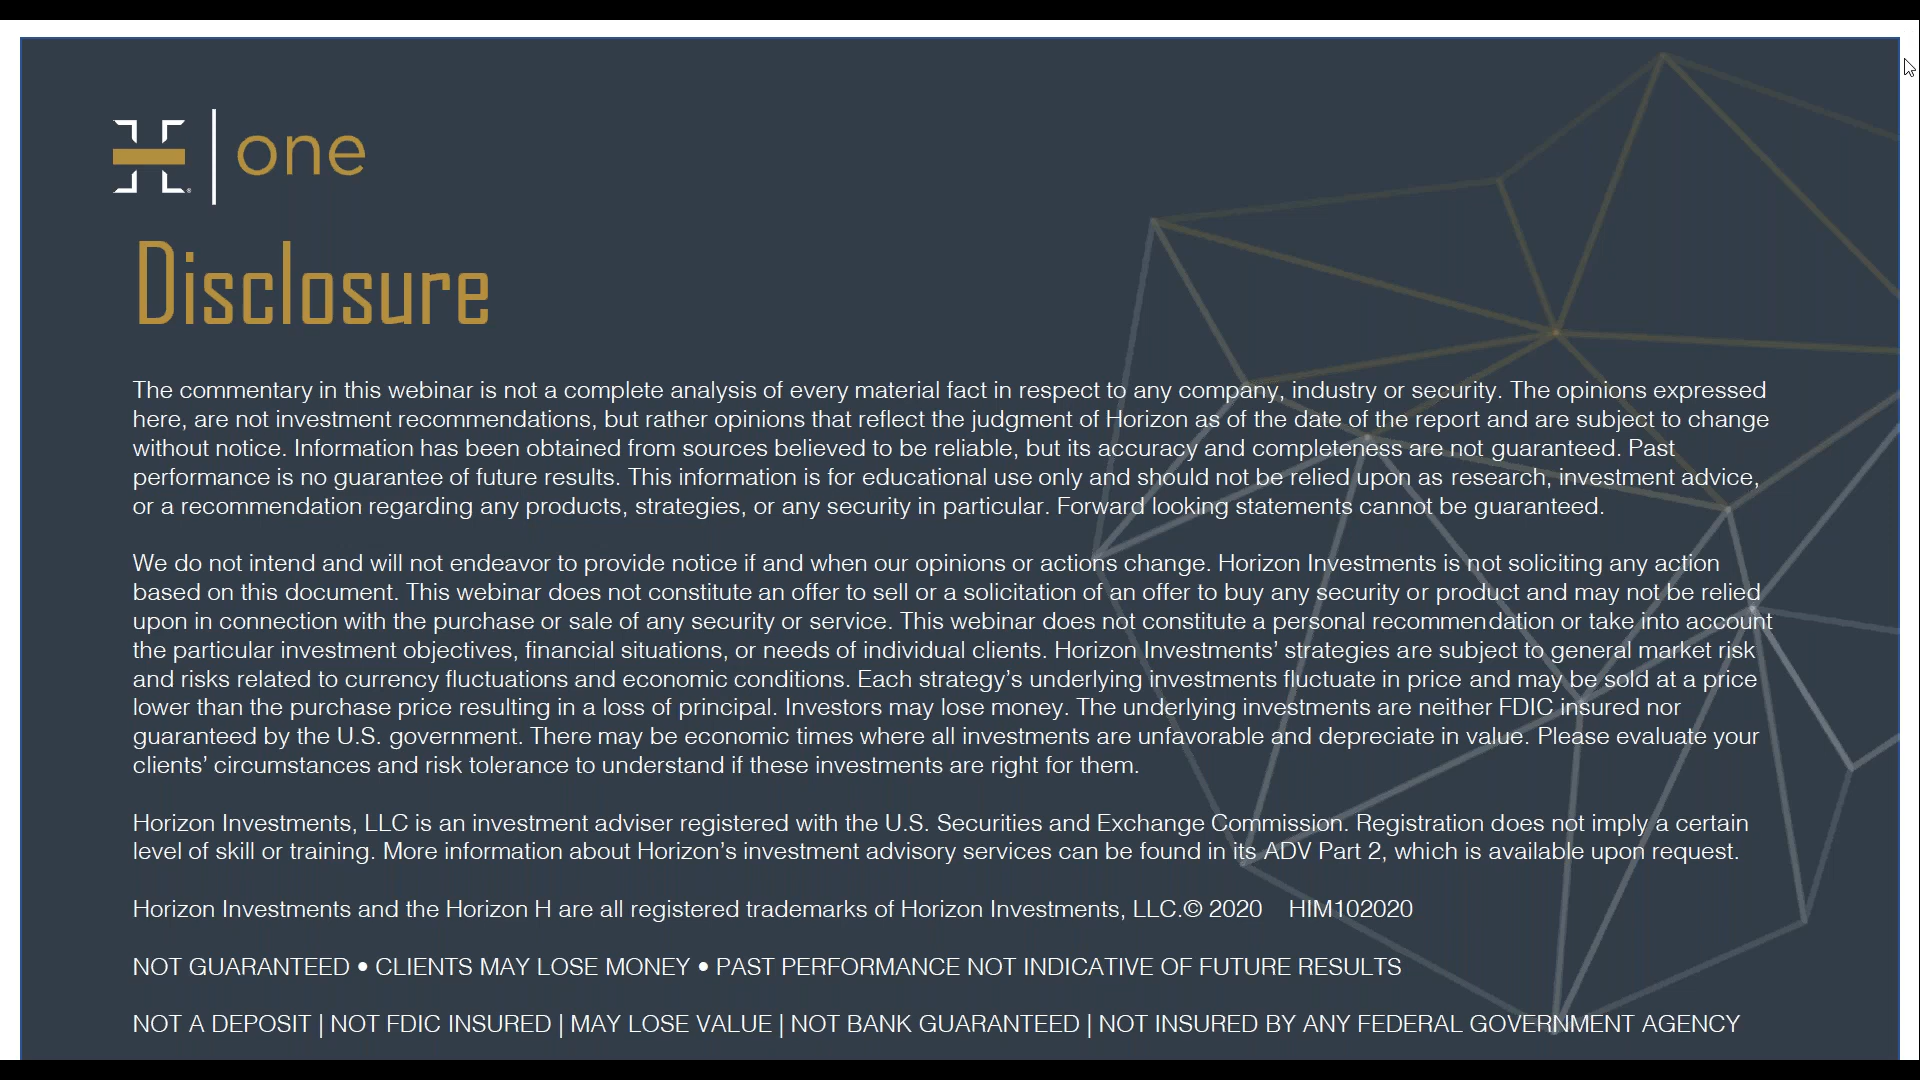 one
Disclosure
The commentary in this webinar is not a complete analysis of every material fact in respect to any company, industry or security. The opinions expressed
here, are not investment recommendations, but rather opinions that reflect the judgment of Horizon as of the date of the report and are subject to change
without notice. Information has been obtained from sources believed to be reliable, but its accuracy and completeness are not guaranteed. Past
performance is no guarantee of future results. This information is for educational use only and should not be relied upon as research, investment advice,
or a recommendation regarding any products, strategies, or any security in particular. Forward looking statements cannot be guaranteed.
We do not intend and will not endeavor to provide notice if and when our opinions or actions change. Horizon Investments is not soliciting any action
based on this document. This webinar does not constitute an offer to sell or a solicitation of an offer to buy any security or product and may not be relied
upon in connection with the purchase or sale of any security or service. This webinar does not constitute a personal recommendation or take into account
the particular investment objectives, financial situations, or needs of individual clients. Horizon Investments’ strategies are subject to general market risk
and risks related to currency fluctuations and economic conditions. Each strategy’s underlying investments fluctuate in price and may be sold at a price
lower than the purchase price resulting in a loss of principal. Investors may lose money. The underlying investments are neither FDIC insured nor
guaranteed by the U.S. government. There may be economic times where all investments are unfavorable and depreciate in value. Please evaluate your
clients’ circumstances and risk tolerance to understand if these investments are right for them.
Horizon Investments, LLC is an investment adviser registered with the U.S. Securities and Exchange Commission. Registration does not imply a certain
level of skill or training. More information about Horizon’s investment advisory services can be found in its ADV Part 2, which is available upon request.
Horizon Investments and the Horizon H are all registered trademarks of Horizon Investments, LLC.© 2020 HIM102020
NOT GUARANTEED • CLIENTS MAY LOSE MONEY • PAST PERFORMANCE NOT INDICATIVE OF FUTURE RESULTS
NOT A DEPOSIT | NOT FDIC INSURED | MAY LOSE VALUE | NOT BANK GUARANTEED | NOT INSURED BY ANY FEDERAL GOVERNMENT AGENCY